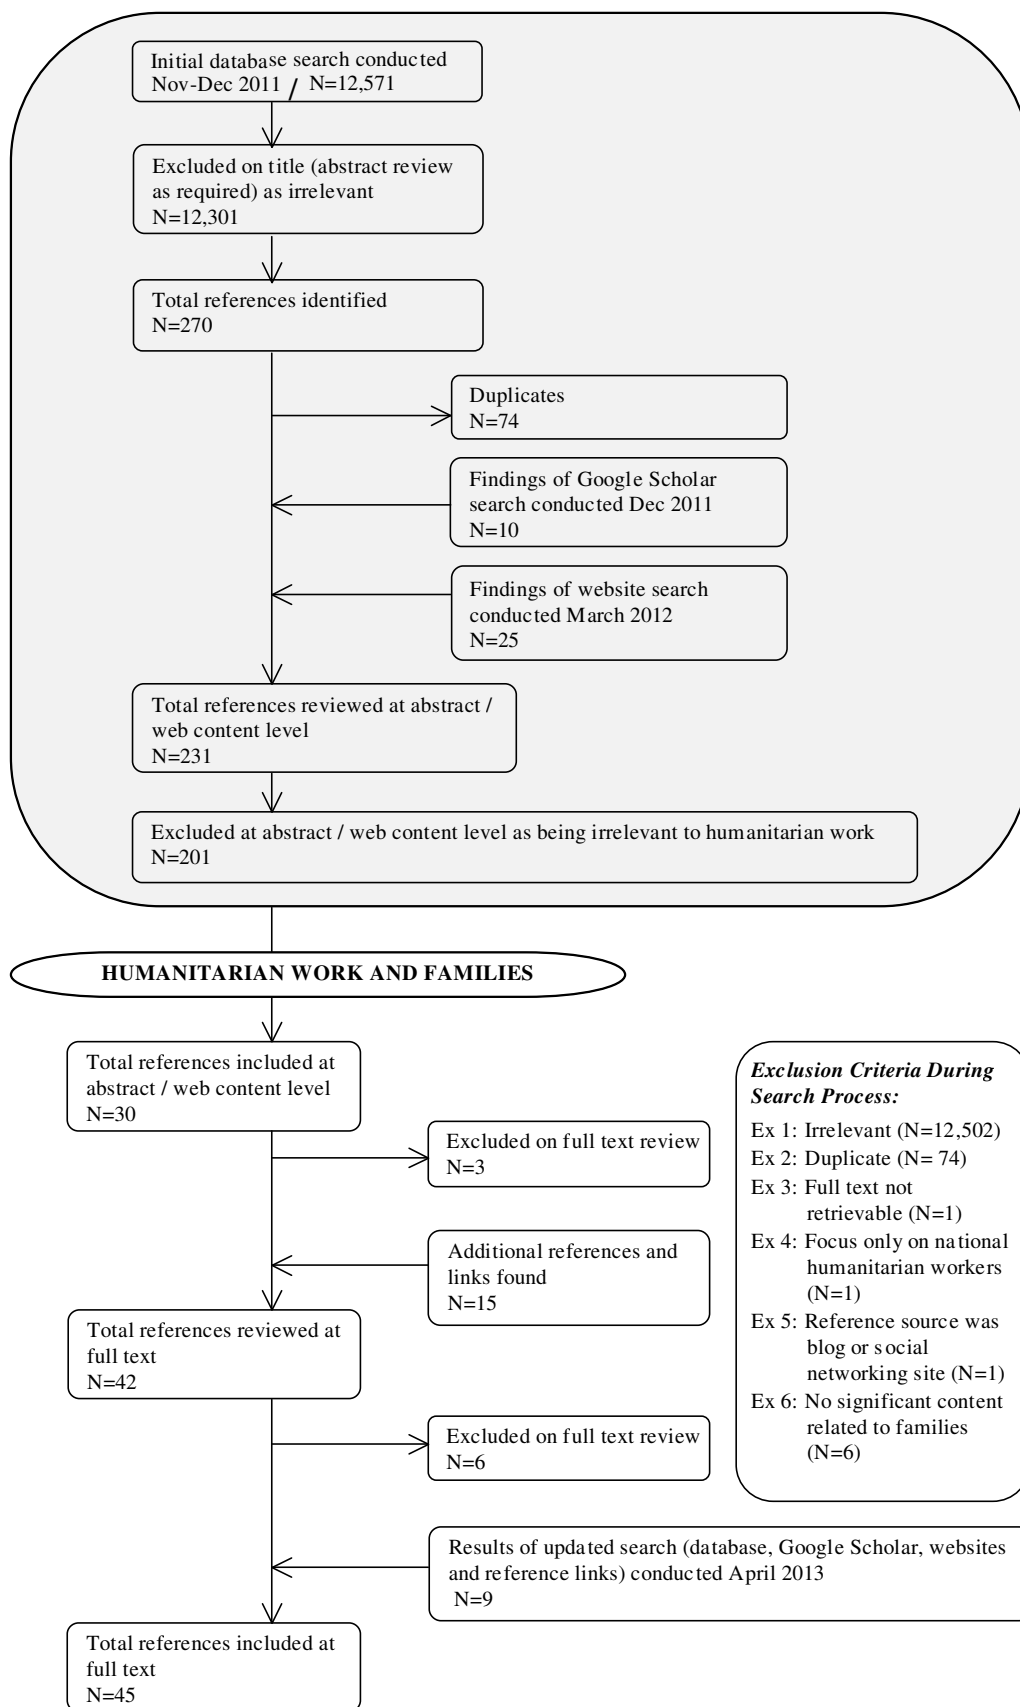 Initial database search conducted
Nov-Dec 2011 / N=12,571
Excluded on title (abstract review
as required) as irrelevant
N=12,301
Total references identified
N=270
Duplicates
N=74
Findings of Google Scholar
search conducted Dec 2011
N=10
Findings of website search
conducted March 2012
N=25
Total references reviewed at abstract /
web content level
N=231
Excluded at abstract / web content level as being irrelevant to humanitarian work
N=201
HUMANITARIAN WORK AND FAMILIES
Total references included at
abstract / web content level
N=30
Excluded on full text review
N=3
Additional references and
links found
N=15
Total references reviewed at
full text
N=42
Excluded on full text review
N=6
Results of updated search (database, Google Scholar, websites
and reference links) conducted April 2013
N=9
Total references included at
full text
N=45
Exclusion Criteria During
Search Process:
Ex 1: Irrelevant (N=12,502)
Ex 2: Duplicate (N= 74)
Ex 3: Full text not
retrievable (N=1)
Ex 4: Focus only on national
humanitarian workers
(N=1)
Ex 5: Reference source was
blog or social
networking site (N=1)
Ex 6: No significant content
related to families
(N=6)